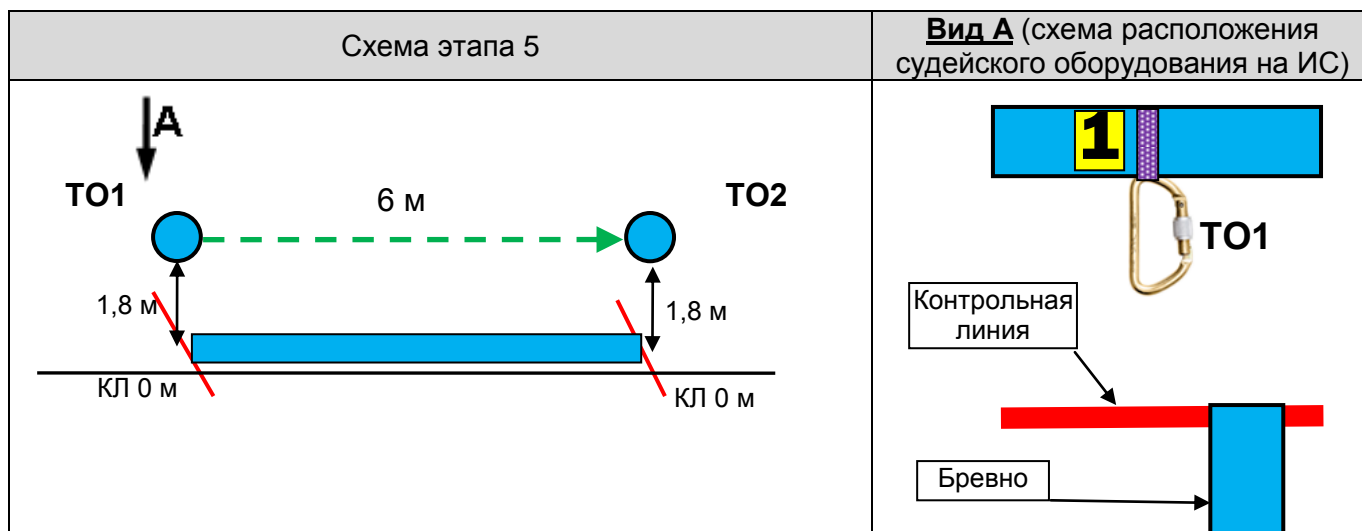 Схема этапа 5
Вид А (схема расположения
судейского оборудования на ИС)
А
ТО1
6 м
ТО2
1,8 м
1,8 м
КЛ 0 м
КЛ 0 м
1
ТО1
Контрольная
линия
Бревно